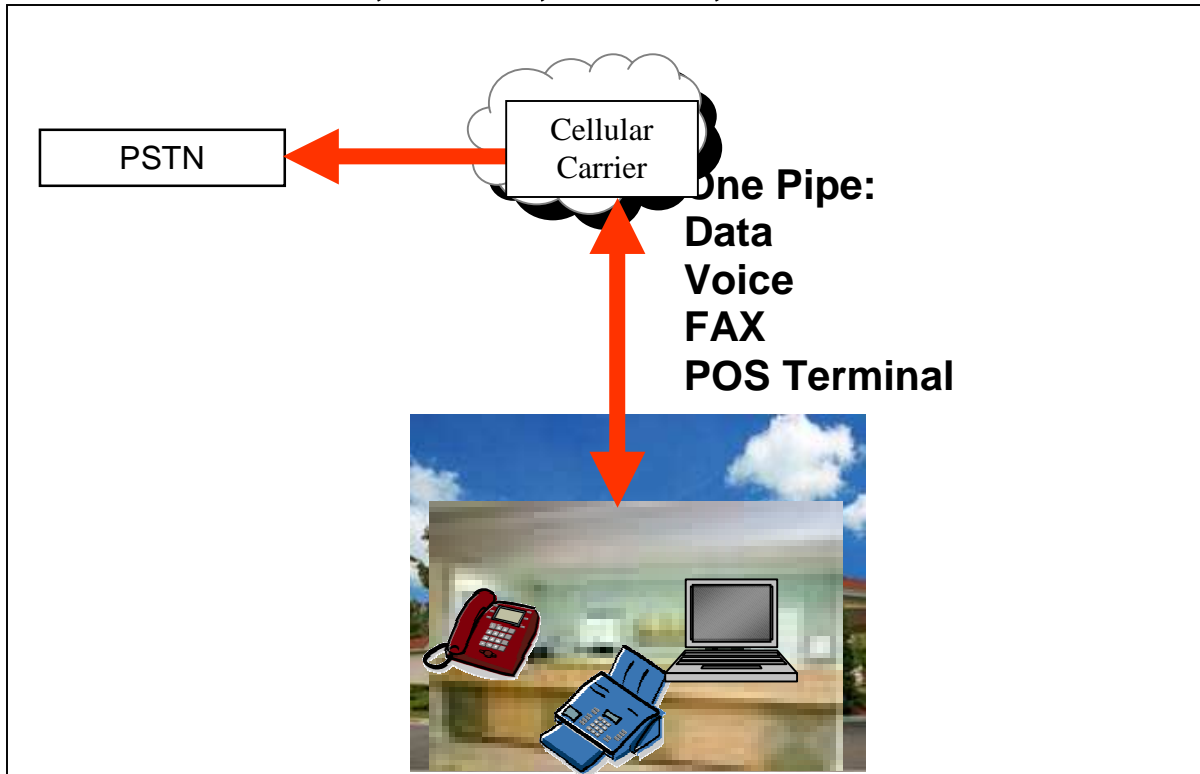 PSTN
Cellular
Carrier
One Pipe:
Data
Voice
FAX
POS Terminal